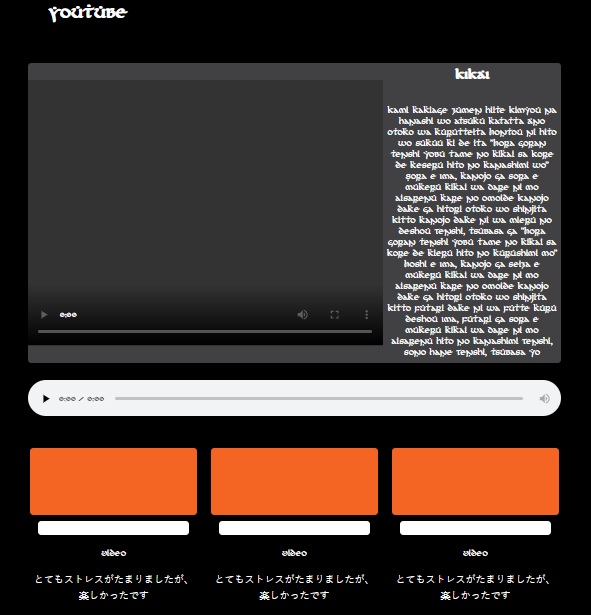 youtube
kikai
kami kakiage yumen hiite kimyou na
hanashi wo atsuku katatta ano
otoko wa kurutteita hontou ni hito
wo sukuu ki de ita "hora goran
tenshi yobu tame no kikai sa kore
de keseru hito no kanashimi wo"
sora e ima, kanojo ga sora e
mukeru kikai wa dare ni mo
aisarenu kare no omoide kanojo
dake ga hitori otoko wo shinjita
kitto kanojo dake ni wa mieru no
deshou tenshi, tsubasa ga "hora
goran tenshi yobu tame no kikai sa
kore de kieru hito no kurushimi mo"
hoshi e ima, kanojo ga seiza e
mukeru kikai wa dare ni mo
aisarenu kare no omoide kanojo
dake ga hitori otoko wo shinjita
kitto futari dake ni wa futte kuru
deshou ima, futari ga sora e
mukeru kikai wa dare ni mo
aisarenu hito no kanashimi tenshi,
sono hane tenshi, tsubasa yo
0:00
0:00 / 0:00
video
video
video
とてもストレスがたまりましたが、
楽しかったです
とてもストレスがたまりましたが、
楽しかったです
とてもストレスがたまりましたが、
楽しかったです